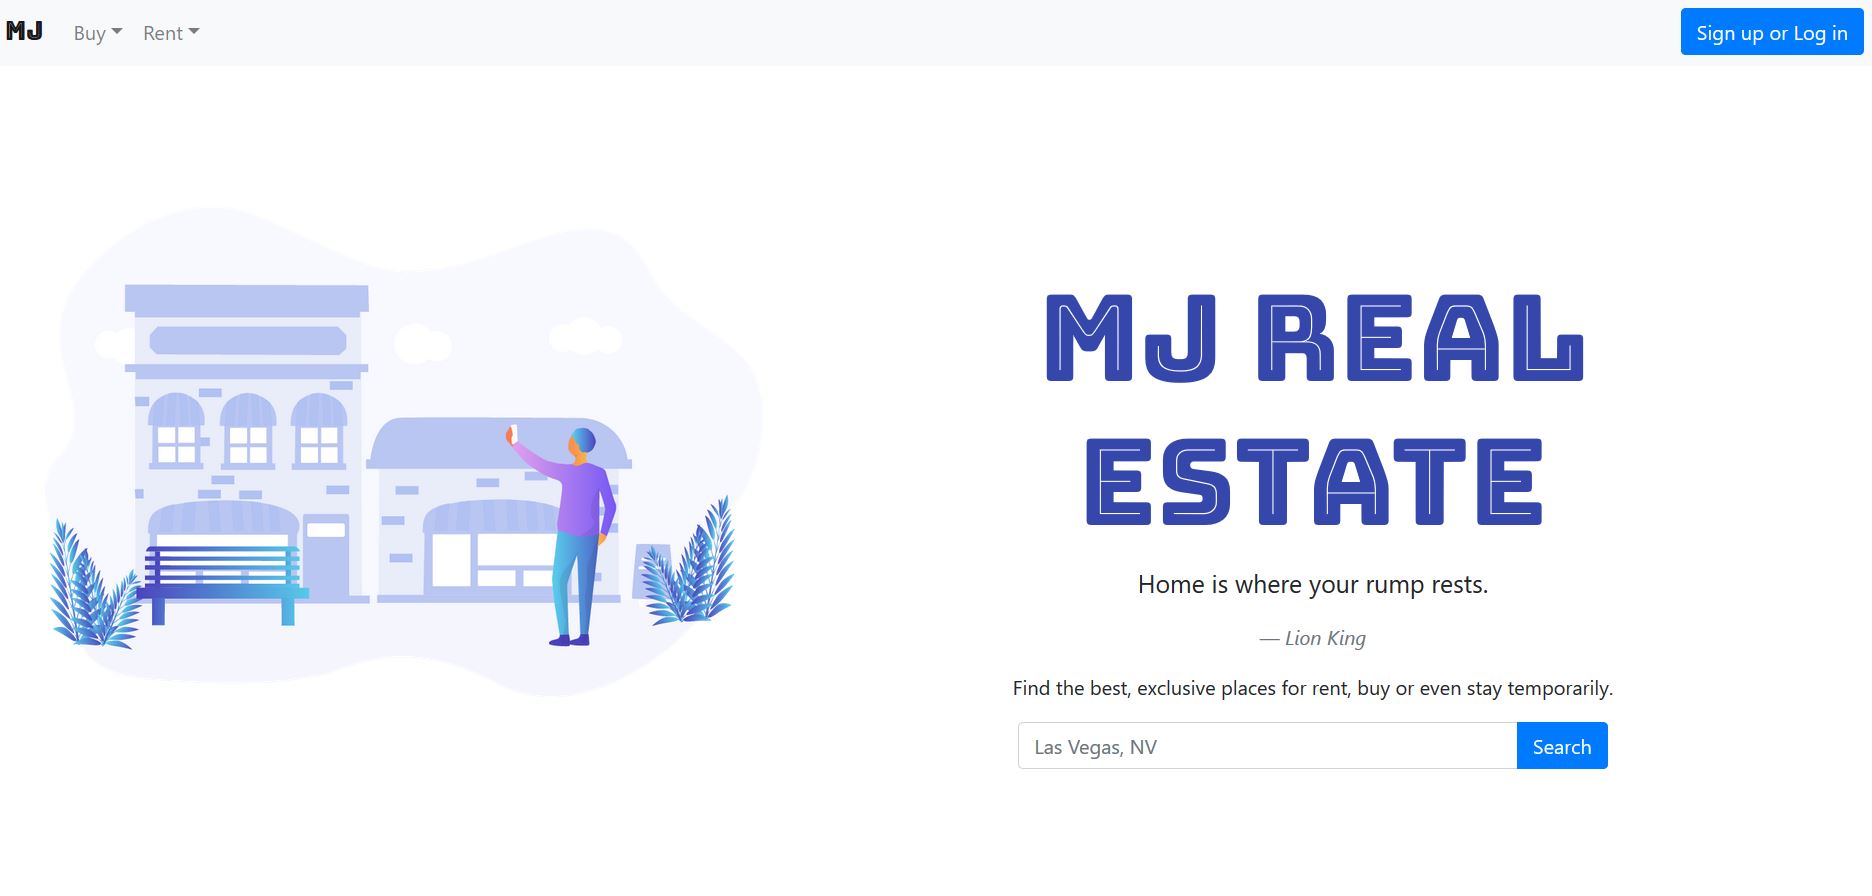 MJ
Buy
Rent
Sign up or Log in
MJ REAL
ESTATE
Home is where your rump rests.
— Lion King
Find the best, exclusive places for rent, buy or even stay temporarily.
Las Vegas, NV
Search